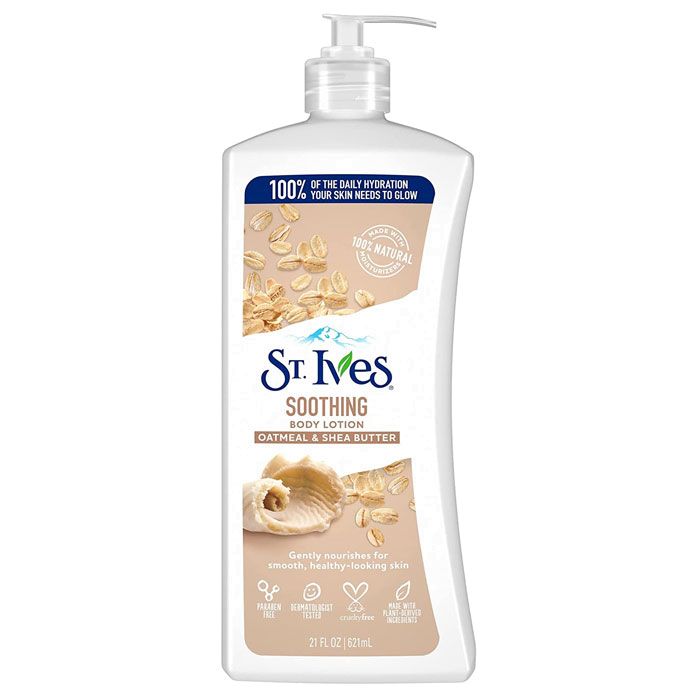 100% OF THE DAILY HYDRATION
YOUR SKIN NEEDS TO GLOW
MADE WITH
100% NATURAL
MOISTURIZERS
ST. IVES®
SOOTHING
BODY LOTION
OATMEAL & SHEA BUTTER
Gently nourishes for
smooth, healthy-looking skin
PARABEN
FREE
DERMATOLOGIST
TESTED
crueltyfree
MADE WITH
PLANT-DERIVED
INGREDIENTS
21 FL OZ | 621mL